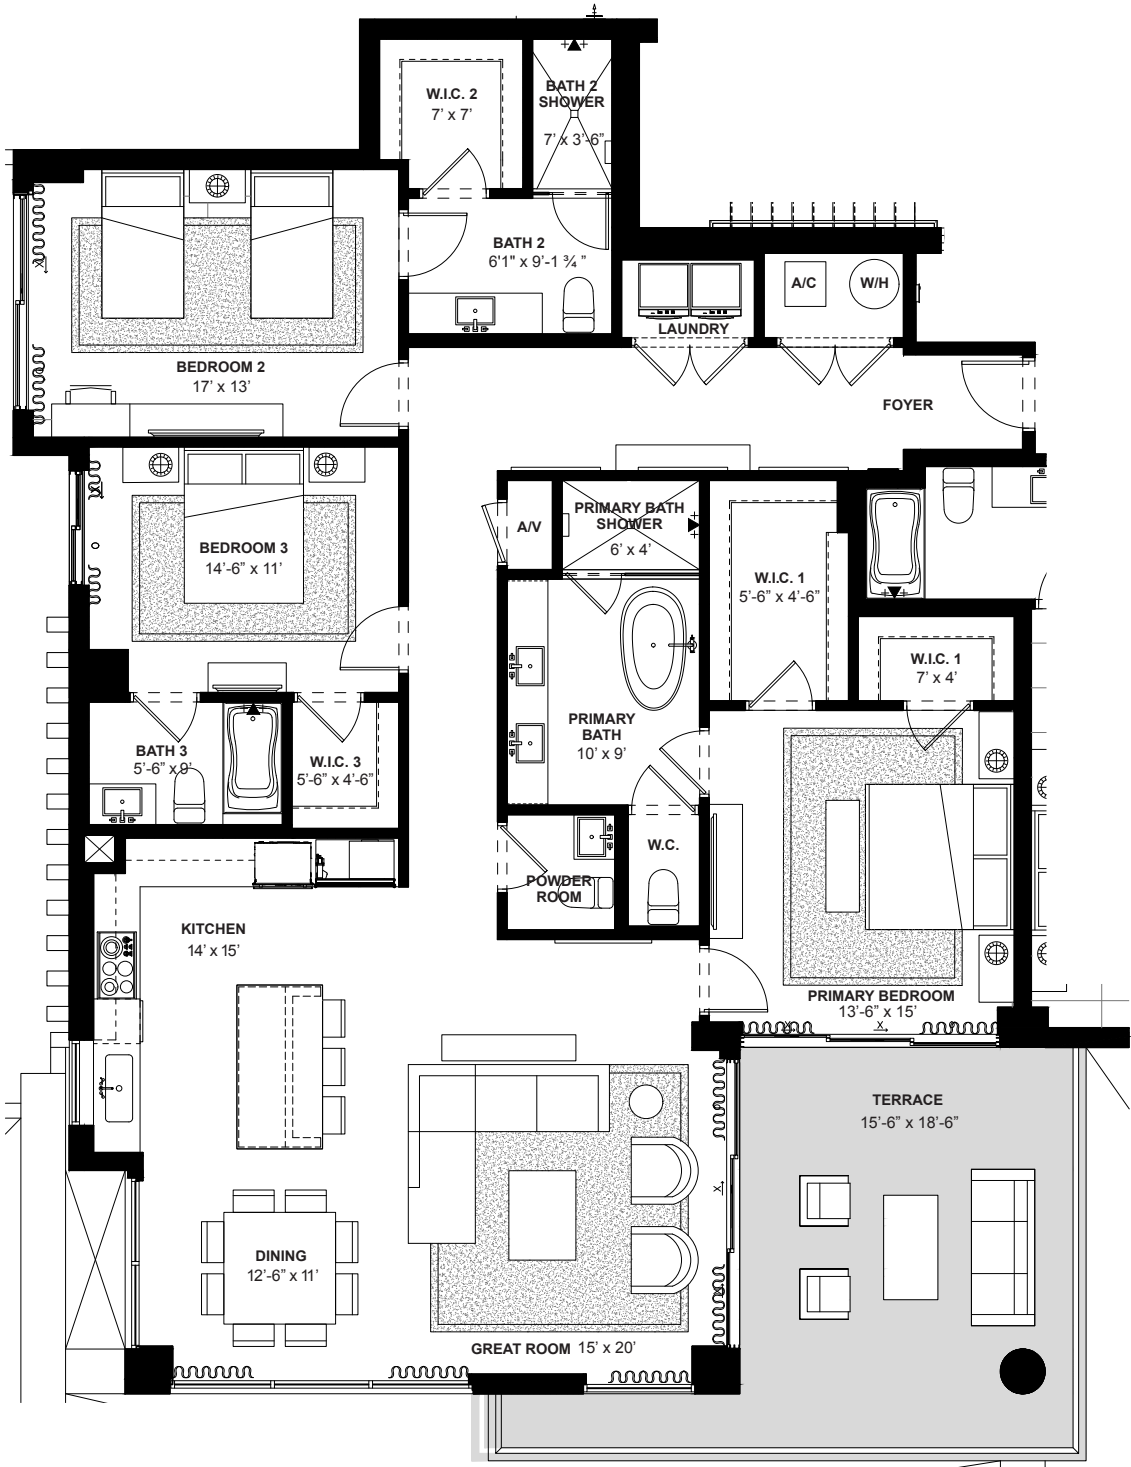 W.I.C. 2
7' x 7'
BATH 2
SHOWER
7' x 3'-6”
BATH 2
6'1" x 9'-1 ¾ ”
A/C
W/H
LAUNDRY
BEDROOM 2
17' x 13'
FOYER
A/V
PRIMARY BATH
SHOWER
6' x 4'
BEDROOM 3
14'-6” x 11'
W.I.C. 1
5'-6” x 4'-6”
W.I.C. 1
7' x 4'
PRIMARY
BATH
10' x 9'
BATH 3
5'-6” x 9'
W.I.C. 3
5'-6” x 4'-6”
W.C.
POWDER
ROOM
KITCHEN
14' x 15'
PRIMARY BEDROOM
13'-6” x 15'
X
X
X
X
X
X
TERRACE
15'-6” x 18'-6”
DINING
12'-6” x 11'
GREAT ROOM 15' x 20'